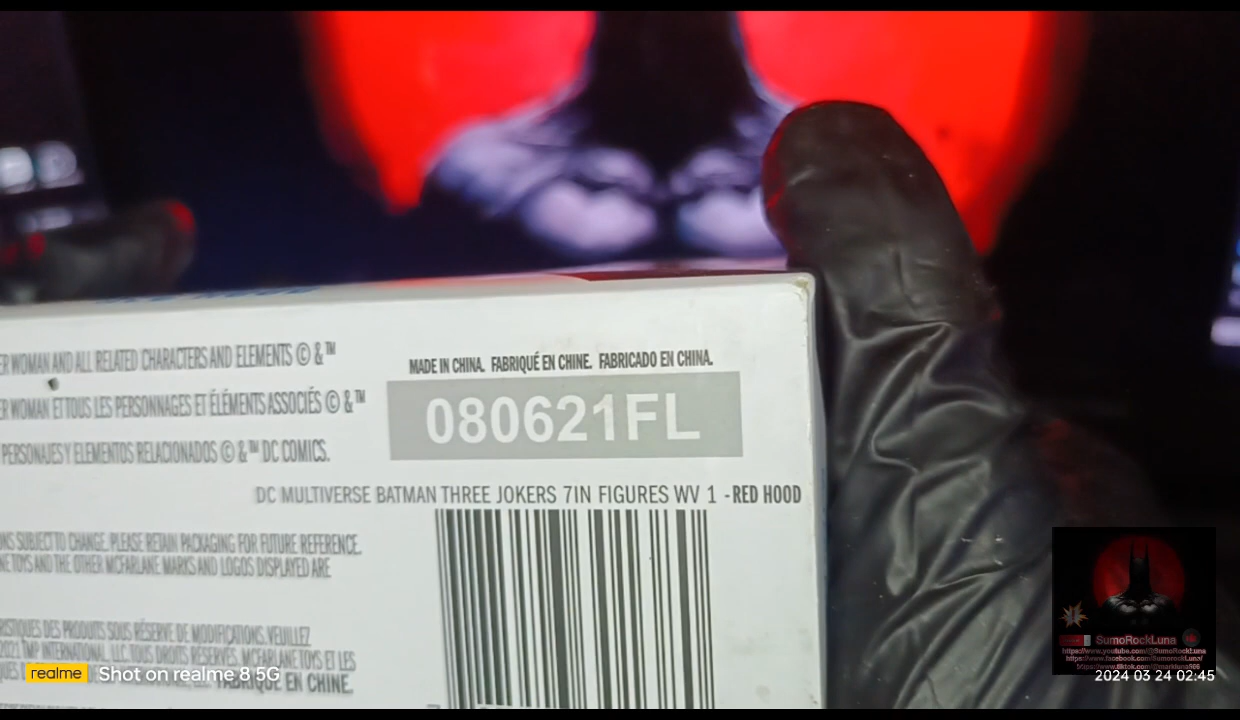 ER WOMAN AND ALL RELATED CHARACTERS AND ELEMENTS © & ™
ER WOMAN ET TOUS LES PERSONNAGES ET ÉLÉMENTS ASSOCIÉS © & ™
PERSONAJES Y ELEMENTOS RELACIONADOS © & ™ DC COMICS.
MADE IN CHINA. FABRIQUÉ EN CHINE. FABRICADO EN CHINA.
080621FL
DC MULTIVERSE BATMAN THREE JOKERS 7IN FIGURES WV 1 - RED HOOD
ONS SUBJECT TO CHANGE. PLEASE RETAIN PACKAGING FOR FUTURE REFERENCE.
NE TOYS AND THE OTHER MCFARLANE MARKS AND LOGOS DISPLAYED ARE
RISTIQUES DES PRODUITS SOUS RÉSERVE DE MODIFICATIONS. VEUILLEZ
2021 TMP INTERNATIONAL, LLC TOUS DROITS RÉSERVÉS. MCFARLANE TOYS ET LES
FABRIQUÉ EN CHINE.
realme Shot on realme 8 5G
SumoRockLuna
https://www.youtube.com/@SumoRockLuna
https://www.facebook.com/Sumorockluna/
2024 03 24 02:45